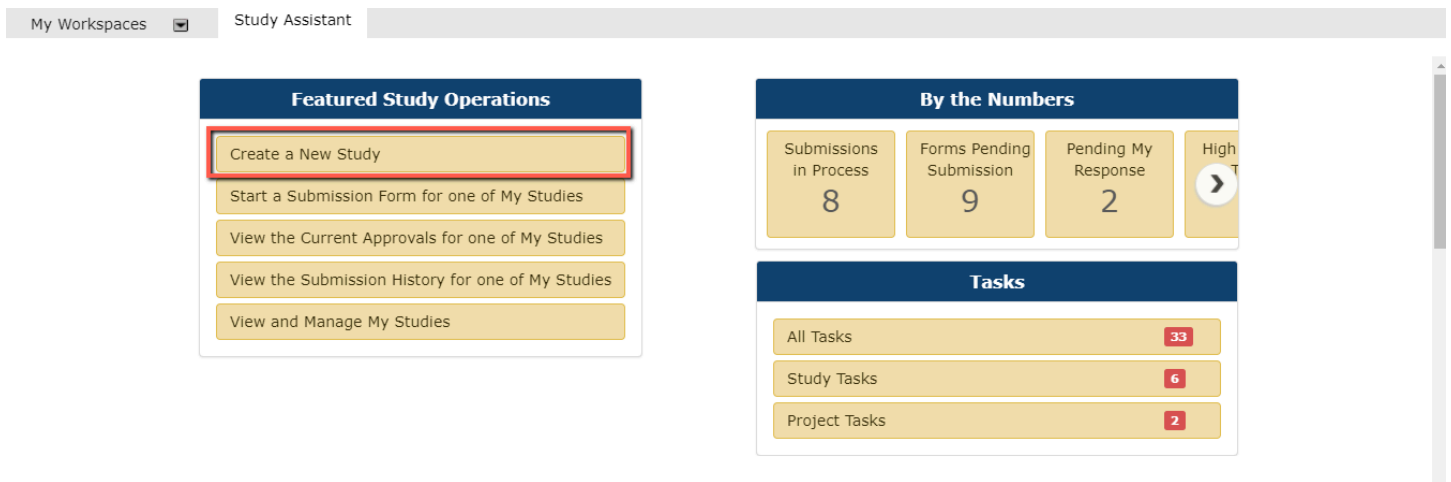 My Workspaces
Study Assistant
Featured Study Operations
Create a New Study
Start a Submission Form for one of My Studies
View the Current Approvals for one of My Studies
View the Submission History for one of My Studies
View and Manage My Studies
By the Numbers
Submissions
in Process
8
Forms Pending
Submission
9
Pending My
Response
2
High
Tasks
All Tasks
33
Study Tasks
6
Project Tasks
2